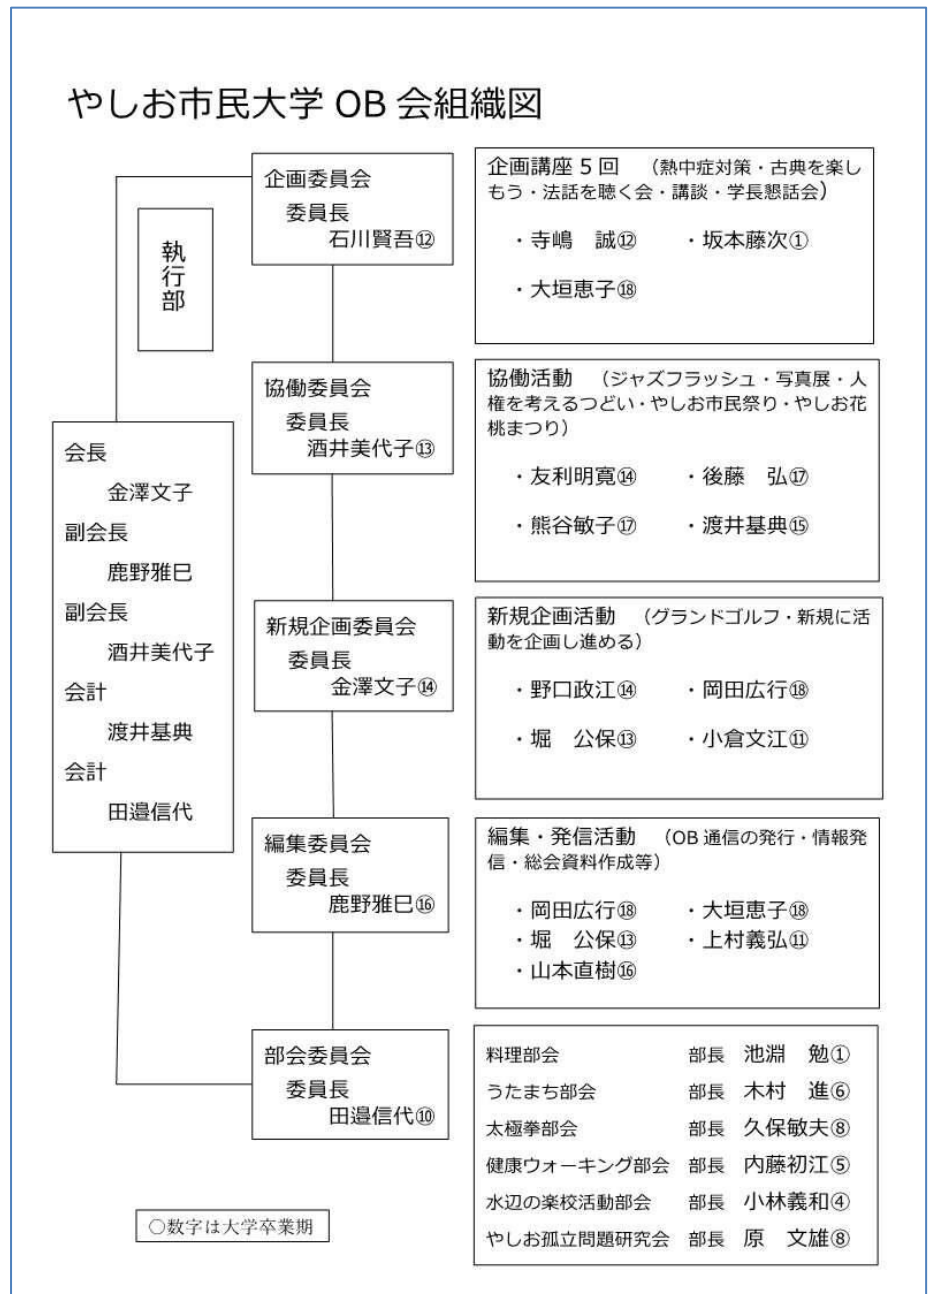 やしお市民大学 OB 会組織図
執行部
会長
金澤文子
副会長
鹿野雅巳
副会長
酒井美代子
会計
渡井基典
会計
田邉信代
企画委員会
委員長
石川賢吾⑫
企画講座 5 回　（熱中症対策・古典を楽し
もう・法話を聴く会・講談・学長懇話会）
・寺嶋　誠⑫　・坂本藤次①
・大垣恵子⑱
協働委員会
委員長
酒井美代子⑬
協働活動　（ジャズフラッシュ・写真展・人
権を考えるつどい・やしお市民祭り・やしお花
桃まつり）
・友利明寛⑭　・後藤　弘⑰
・熊谷敏子⑰　・渡井基典⑮
新規企画委員会
委員長
金澤文子⑭
新規企画活動　（グランドゴルフ・新規に活
動を企画し進める）
・野口政江⑭　・岡田広行⑱
・堀　公保⑬　・小倉文江⑪
編集委員会
委員長
鹿野雅巳⑯
編集・発信活動　（OB 通信の発行・情報発
信・総会資料作成等）
・岡田広行⑱　・大垣恵子⑱
・堀　公保⑬　・上村義弘⑪
・山本直樹⑯
部会委員会
委員長
田邉信代⑩
料理部会　部長　池淵　勉①
うたまち部会　部長　木村　進⑥
太極拳部会　部長　久保敏夫⑧
健康ウォーキング部会　部長　内藤初江⑤
水辺の楽校活動部会　部長　小林義和④
やしお孤立問題研究会　部長　原　文雄⑧
○数字は大学卒業期